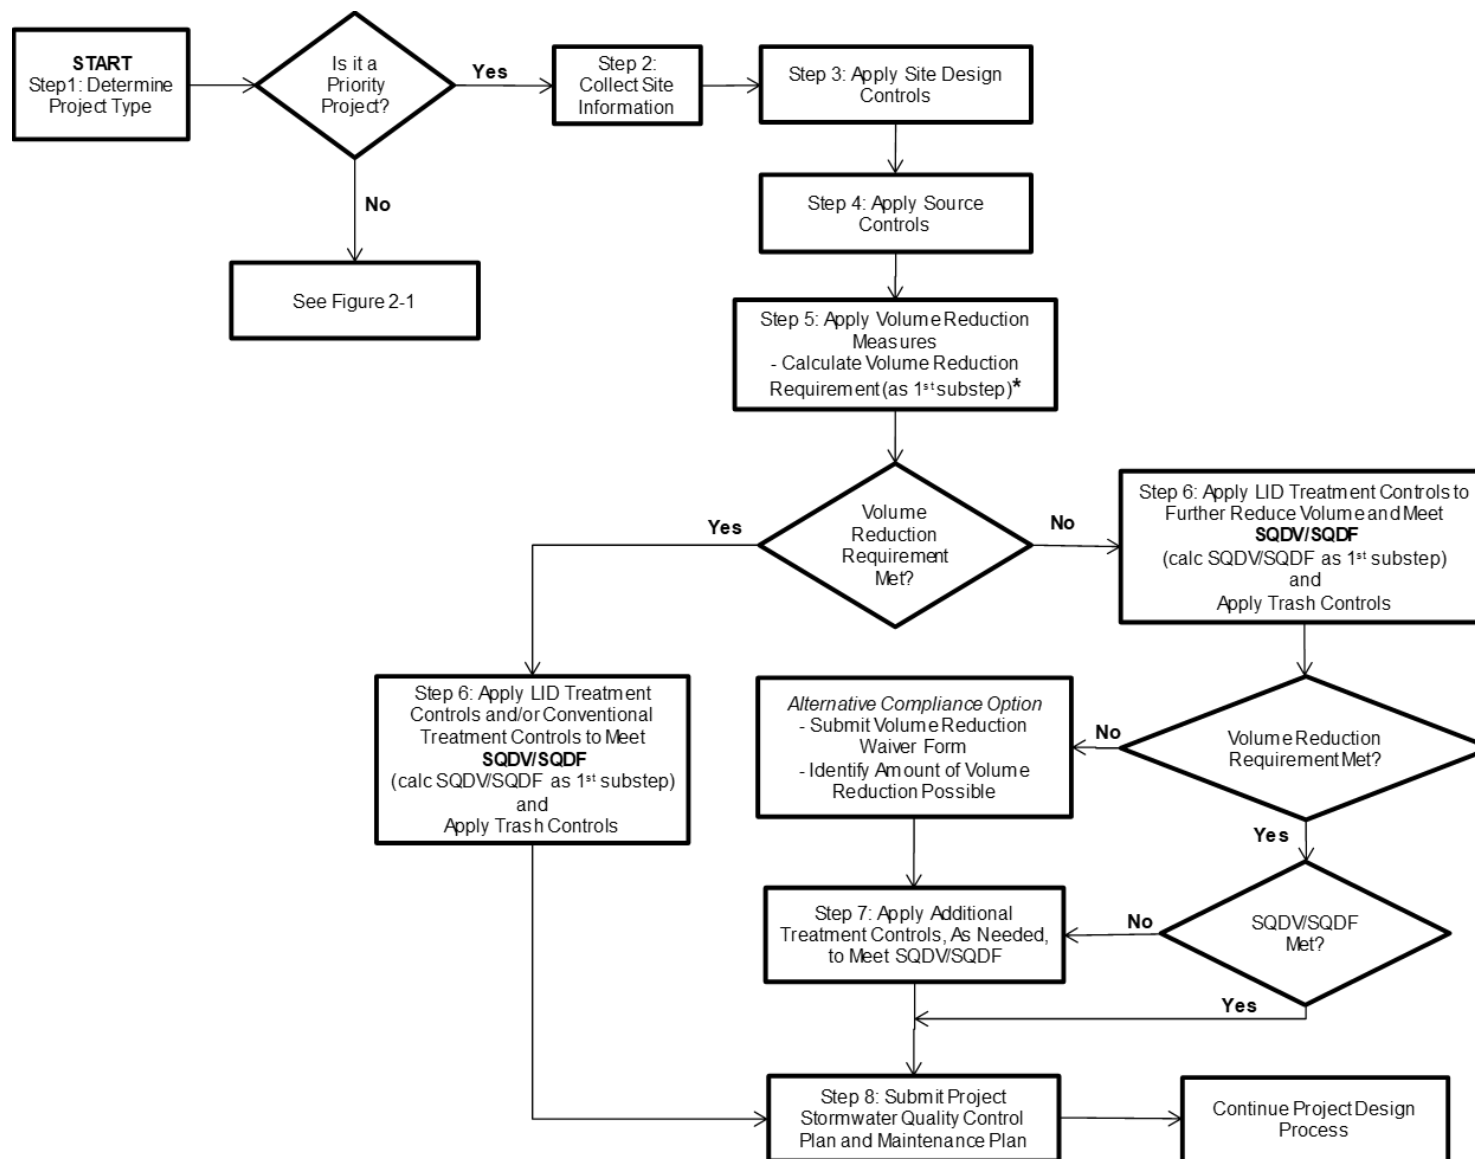 START
Step1: Determine
Project Type
Is it a
Priority
Project?
Yes
Step 2:
Collect Site
Information
Step 3: Apply Site Design
Controls
No
See Figure 2-1
Step 4: Apply Source
Controls
Step 5: Apply Volume Reduction
Measures
- Calculate Volume Reduction
Requirement (as 1st substep)*
Volume
Reduction
Requirement
Met?
Yes
No
Step 6: Apply LID Treatment Controls to
Further Reduce Volume and Meet
SQDV/SQDF
(calc SQDV/SQDF as 1st substep)
and
Apply Trash Controls
Step 6: Apply LID Treatment
Controls and/or Conventional
Treatment Controls to Meet
SQDV/SQDF
(calc SQDV/SQDF as 1st substep)
and
Apply Trash Controls
Alternative Compliance Option
- Submit Volume Reduction
Waiver Form
- Identify Amount of Volume
Reduction Possible
No
Volume Reduction
Requirement Met?
Yes
Step 7: Apply Additional
Treatment Controls, As Needed,
to Meet SQDV/SQDF
No
SQDV/SQDF
Met?
Yes
Step 8: Submit Project
Stormwater Quality Control
Plan and Maintenance Plan
Continue Project Design
Process